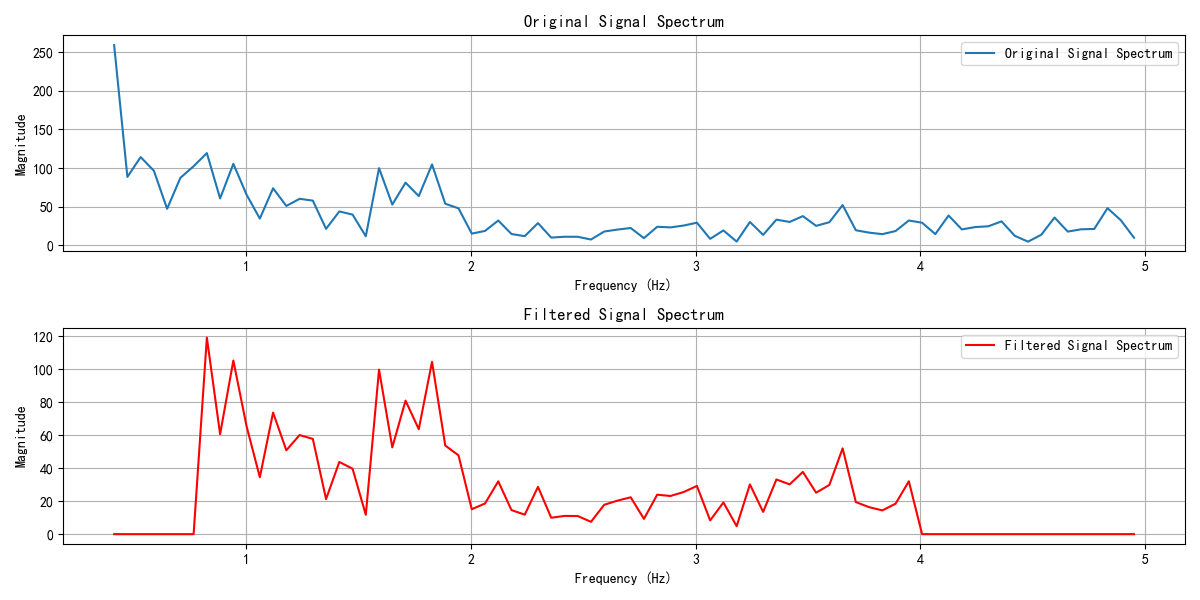 Original Signal Spectrum
Original Signal Spectrum
Magnitude
250
200
150
100
50
0
1 2 3 4 5
Frequency (Hz)
Filtered Signal Spectrum
Filtered Signal Spectrum
Magnitude
120
100
80
60
40
20
0
1 2 3 4 5
Frequency (Hz)